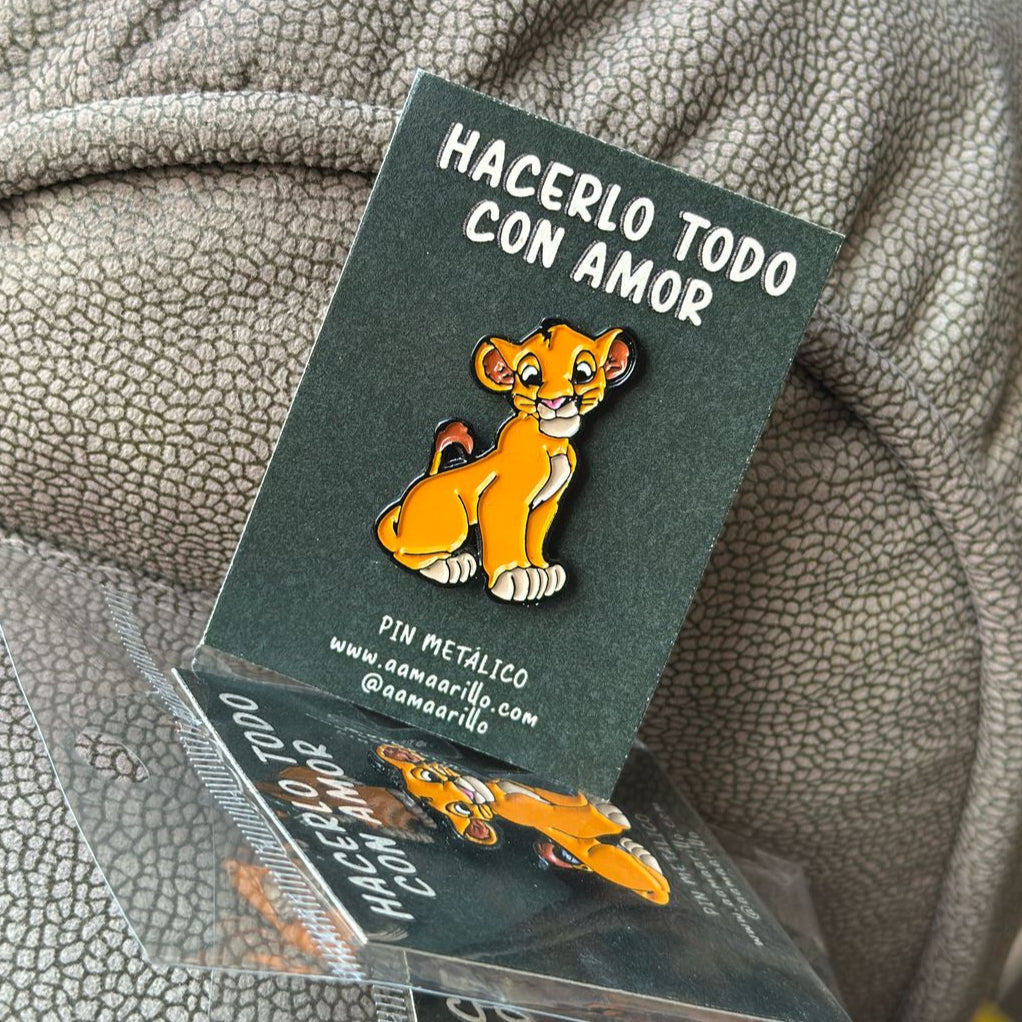 HACERLO TODO
CON AMOR
PIN METÁLICO
www.aamaarillo.com
@aamaarillo
HACERLO TODO
CON AMOR